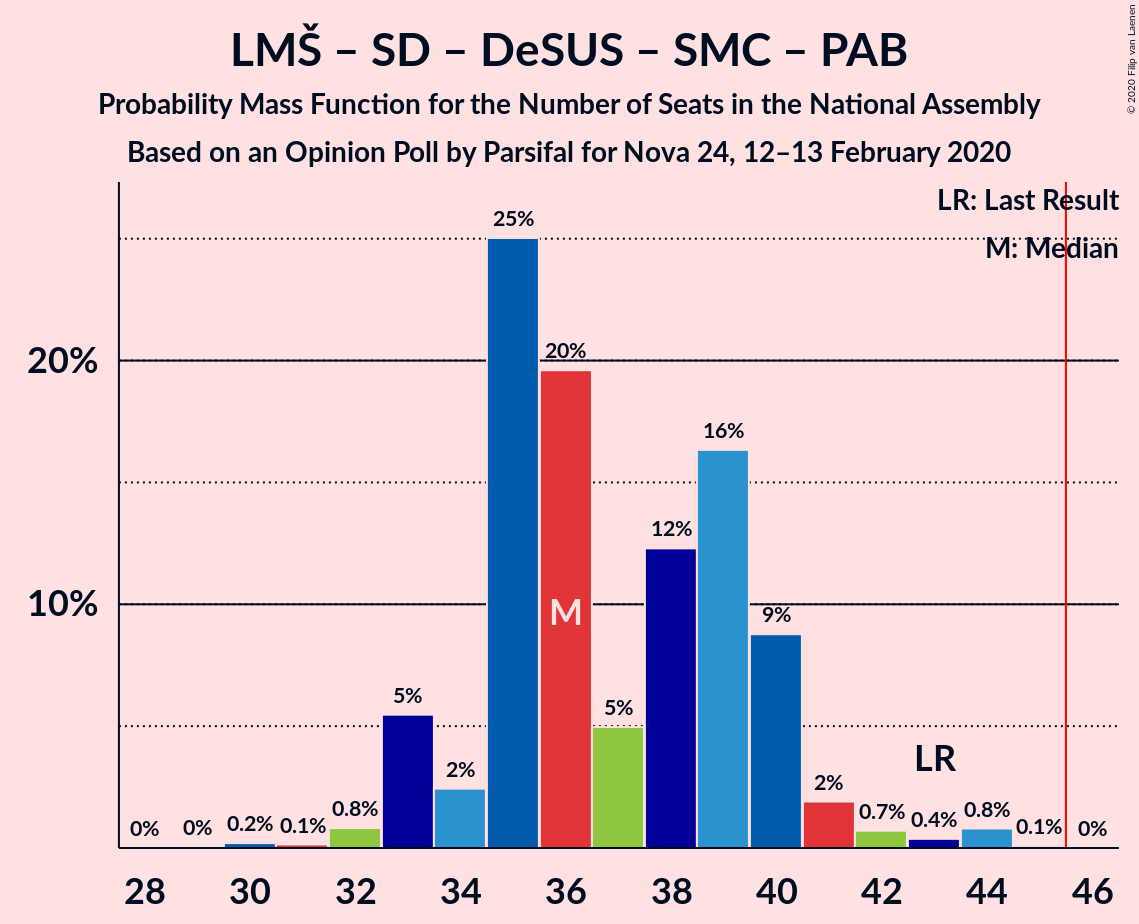 LMŠ – SD – DeSUS – SMC – PAB
Probability Mass Function for the Number of Seats in the National Assembly
Based on an Opinion Poll by Parsifal for Nova 24, 12–13 February 2020
© 2020 Filip van Laenen
LR: Last Result
M: Median
25%
20%
20%
16%
12%
10%
M
9%
5%
5%
LR
2%
2%
0% 0% 0.2% 0.1% 0.8% 0.7% 0.4% 0.8% 0.1% 0%
28 30 32 34 36 38 40 42 44 46